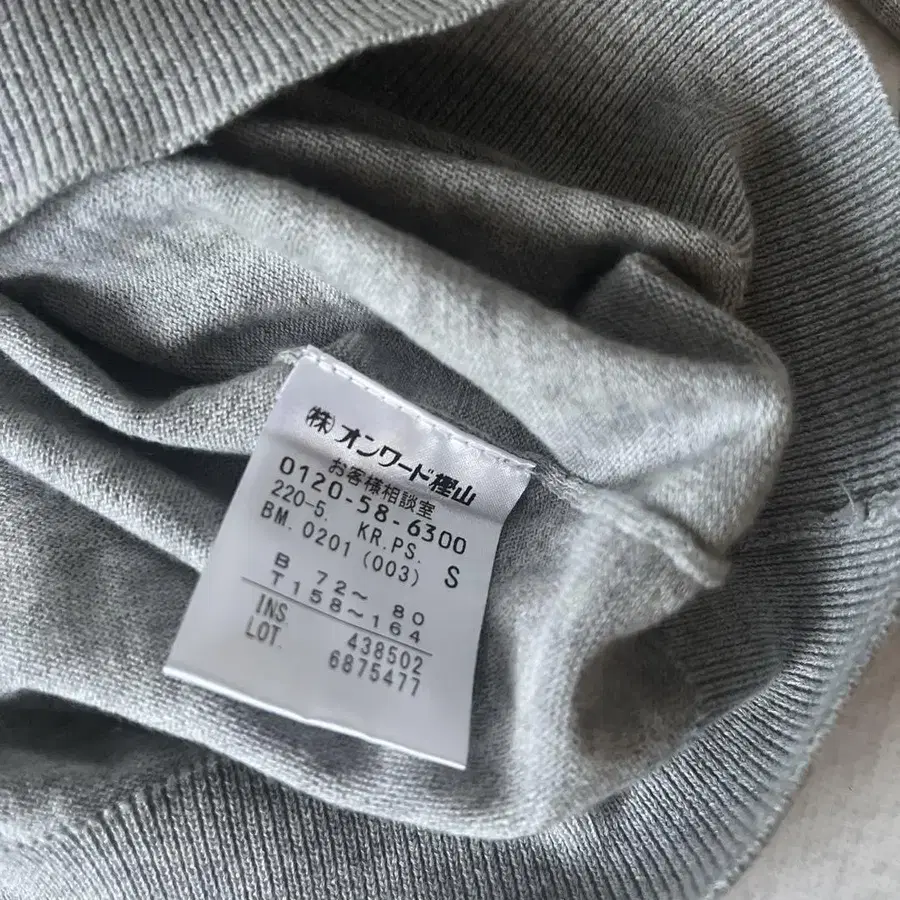 ㈱オンワード樫山
お客様相談室
0120-58-6300
220-5. KR.PS.
BM. 0201 (003) S
B 72～ 80
T 158～164
INS. 438502
LOT. 6875477